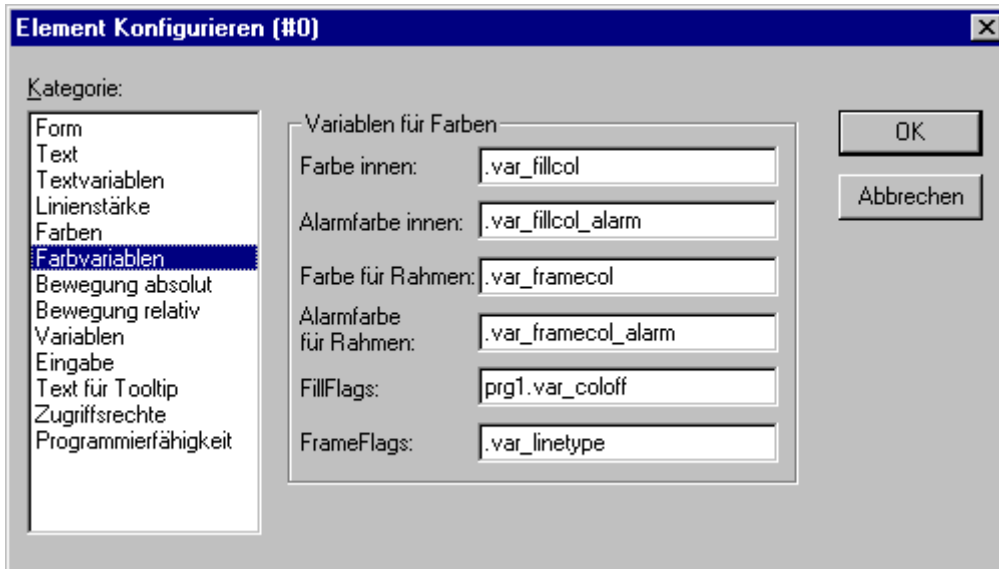 Element Konfigurieren (#0)
Kategorie:
Form
Text
Textvariablen
Linienstärke
Farben
Farbvariablen
Bewegung absolut
Bewegung relativ
Variablen
Eingabe
Text für Tooltip
Zugriffsrechte
Programmierfähigkeit
Variablen für Farben
Farbe innen: .var_fillcol
Alarmfarbe innen: .var_fillcol_alarm
Farbe für Rahmen: .var_framecol
Alarmfarbe
für Rahmen: .var_framecol_alarm
FillFlags: prg1.var_coloff
FrameFlags: .var_linetype
OK
Abbrechen